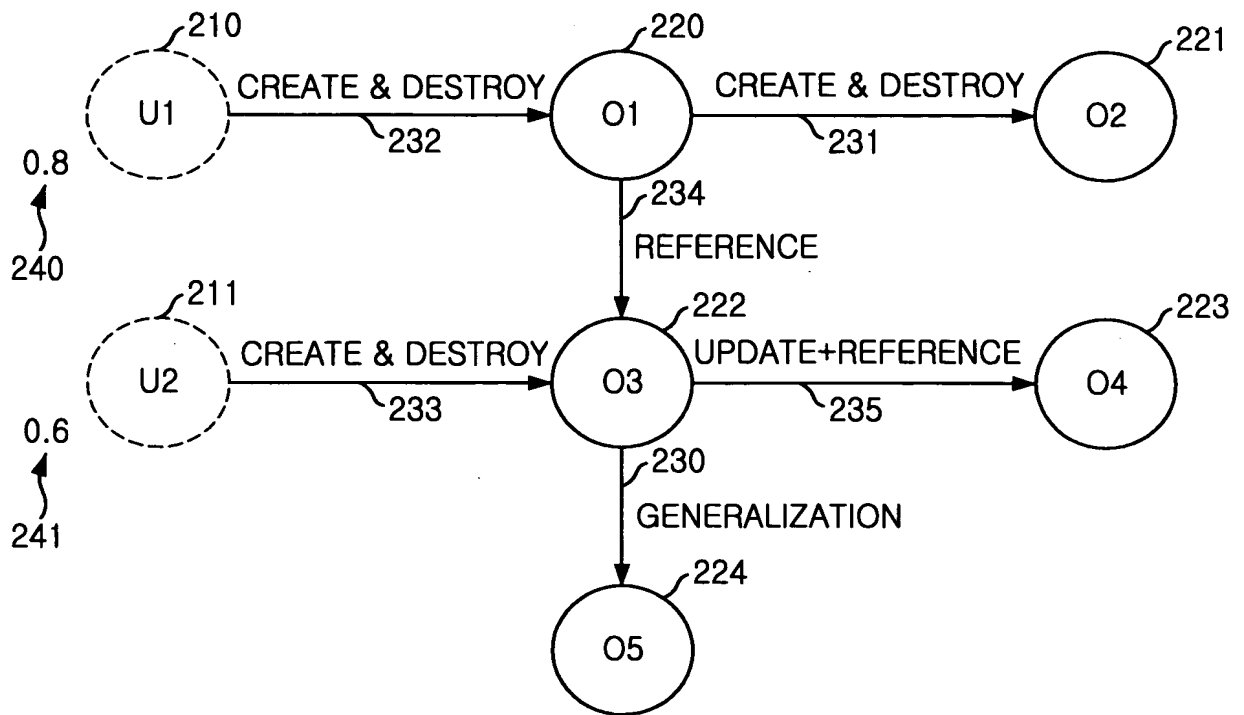 210
220
221
U1
CREATE & DESTROY
O1
CREATE & DESTROY
O2
232
231
0.8
234
240
REFERENCE
211
222
223
U2
CREATE & DESTROY
O3
UPDATE+REFERENCE
O4
233
235
0.6
230
241
GENERALIZATION
224
O5